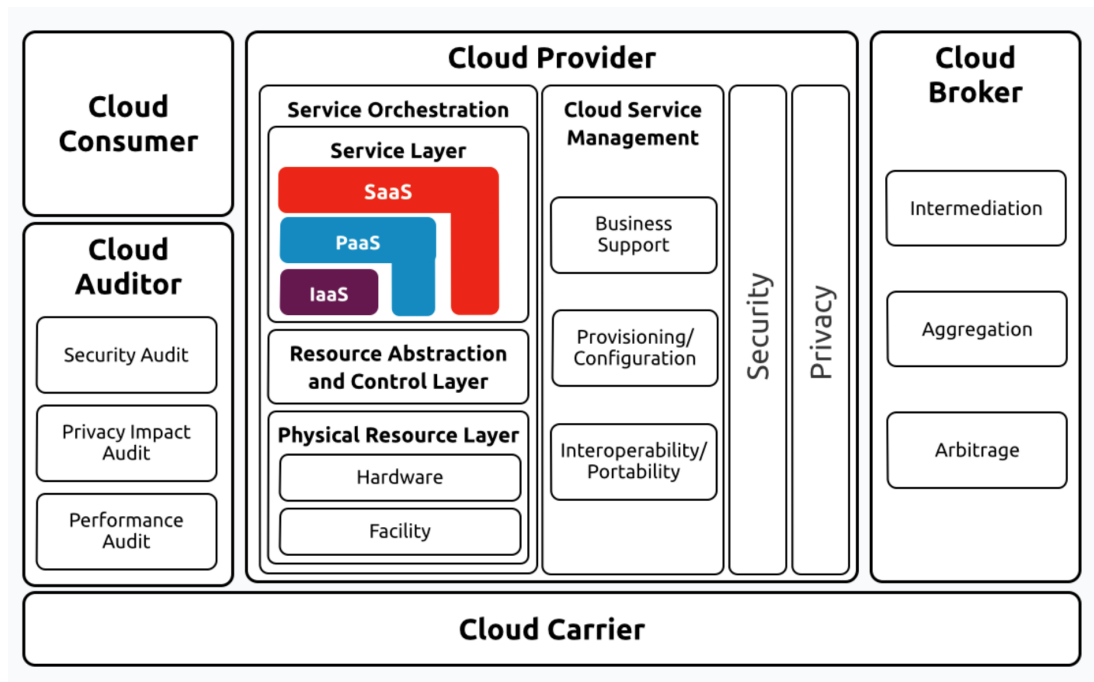 Cloud
Consumer
Cloud
Auditor
Security Audit
Privacy Impact
Audit
Performance
Audit
Cloud Provider
Service Orchestration
Service Layer
SaaS
PaaS
IaaS
Resource Abstraction
and Control Layer
Physical Resource Layer
Hardware
Facility
Cloud Service
Management
Business
Support
Provisioning/
Configuration
Interoperability/
Portability
Security
Privacy
Cloud
Broker
Intermediation
Aggregation
Arbitrage
Cloud Carrier